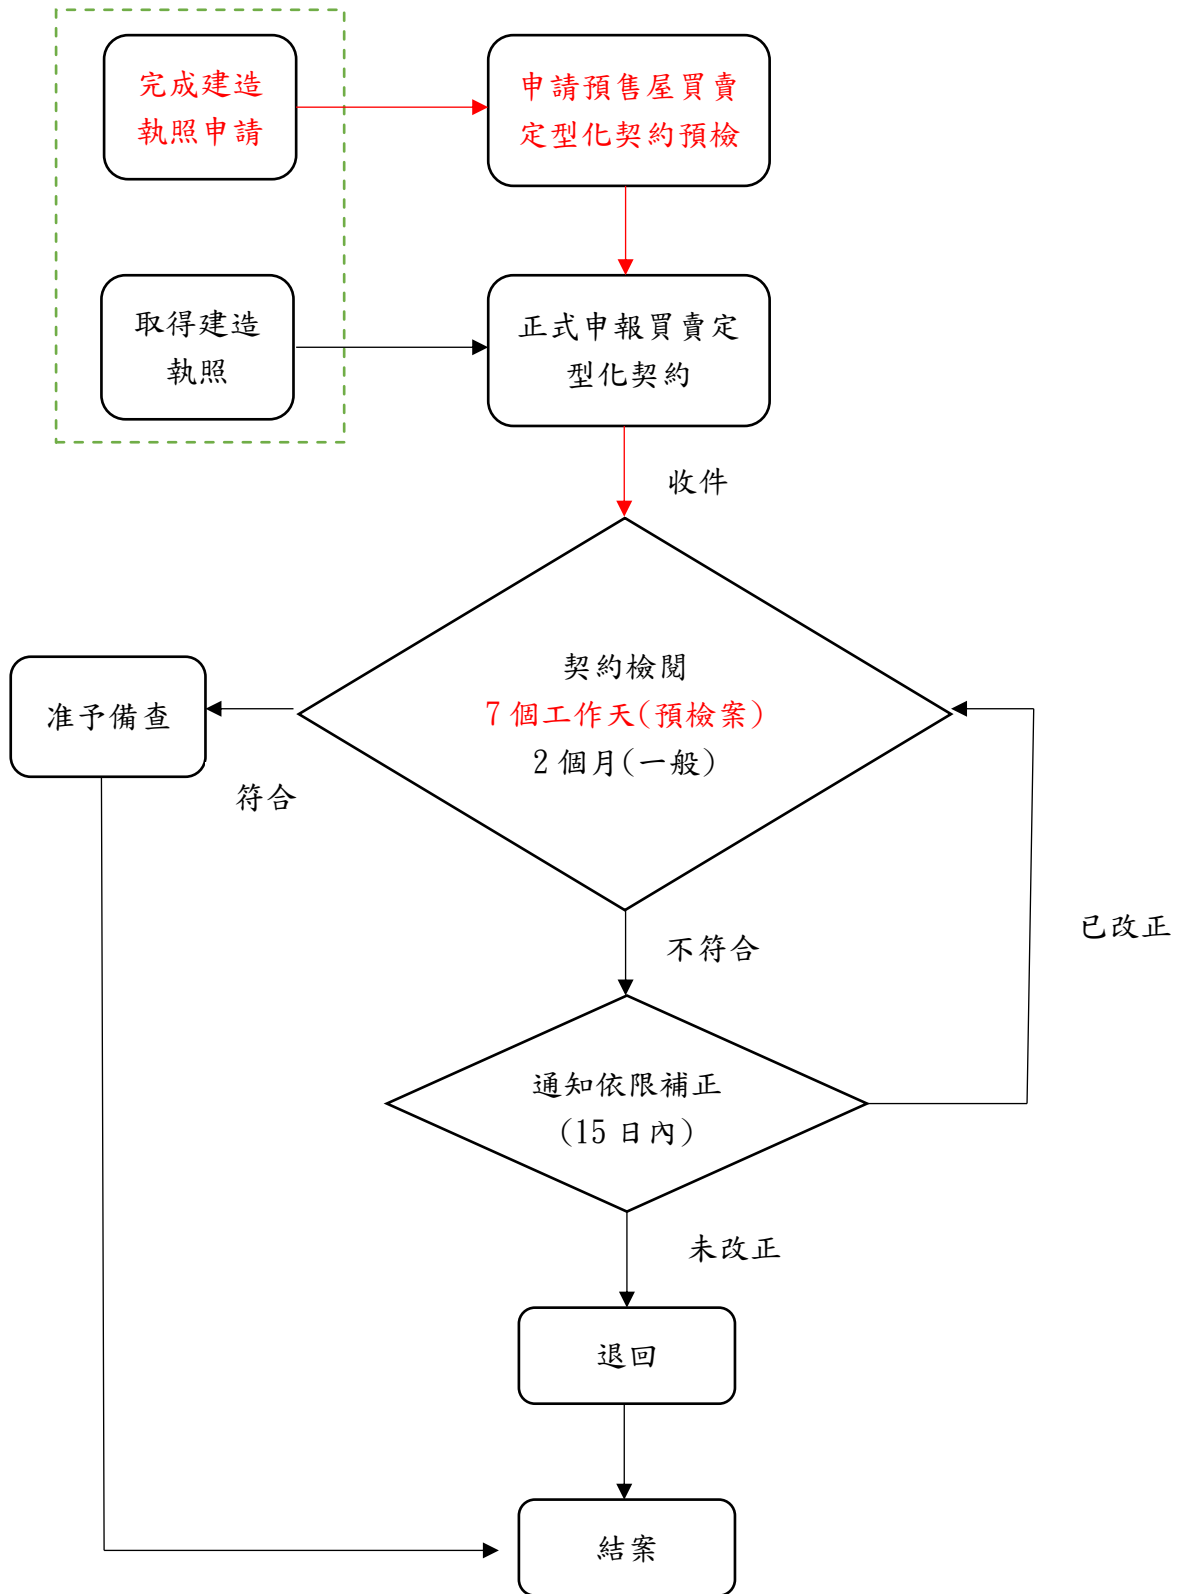 完成建造
執照申請
申請預售屋買賣
定型化契約預檢
取得建造
執照
正式申報買賣定
型化契約
收件
契約檢閱
7個工作天(預檢案)
2個月(一般)
准予備查
符合
不符合
已改正
通知依限補正
(15日內)
未改正
退回
結案